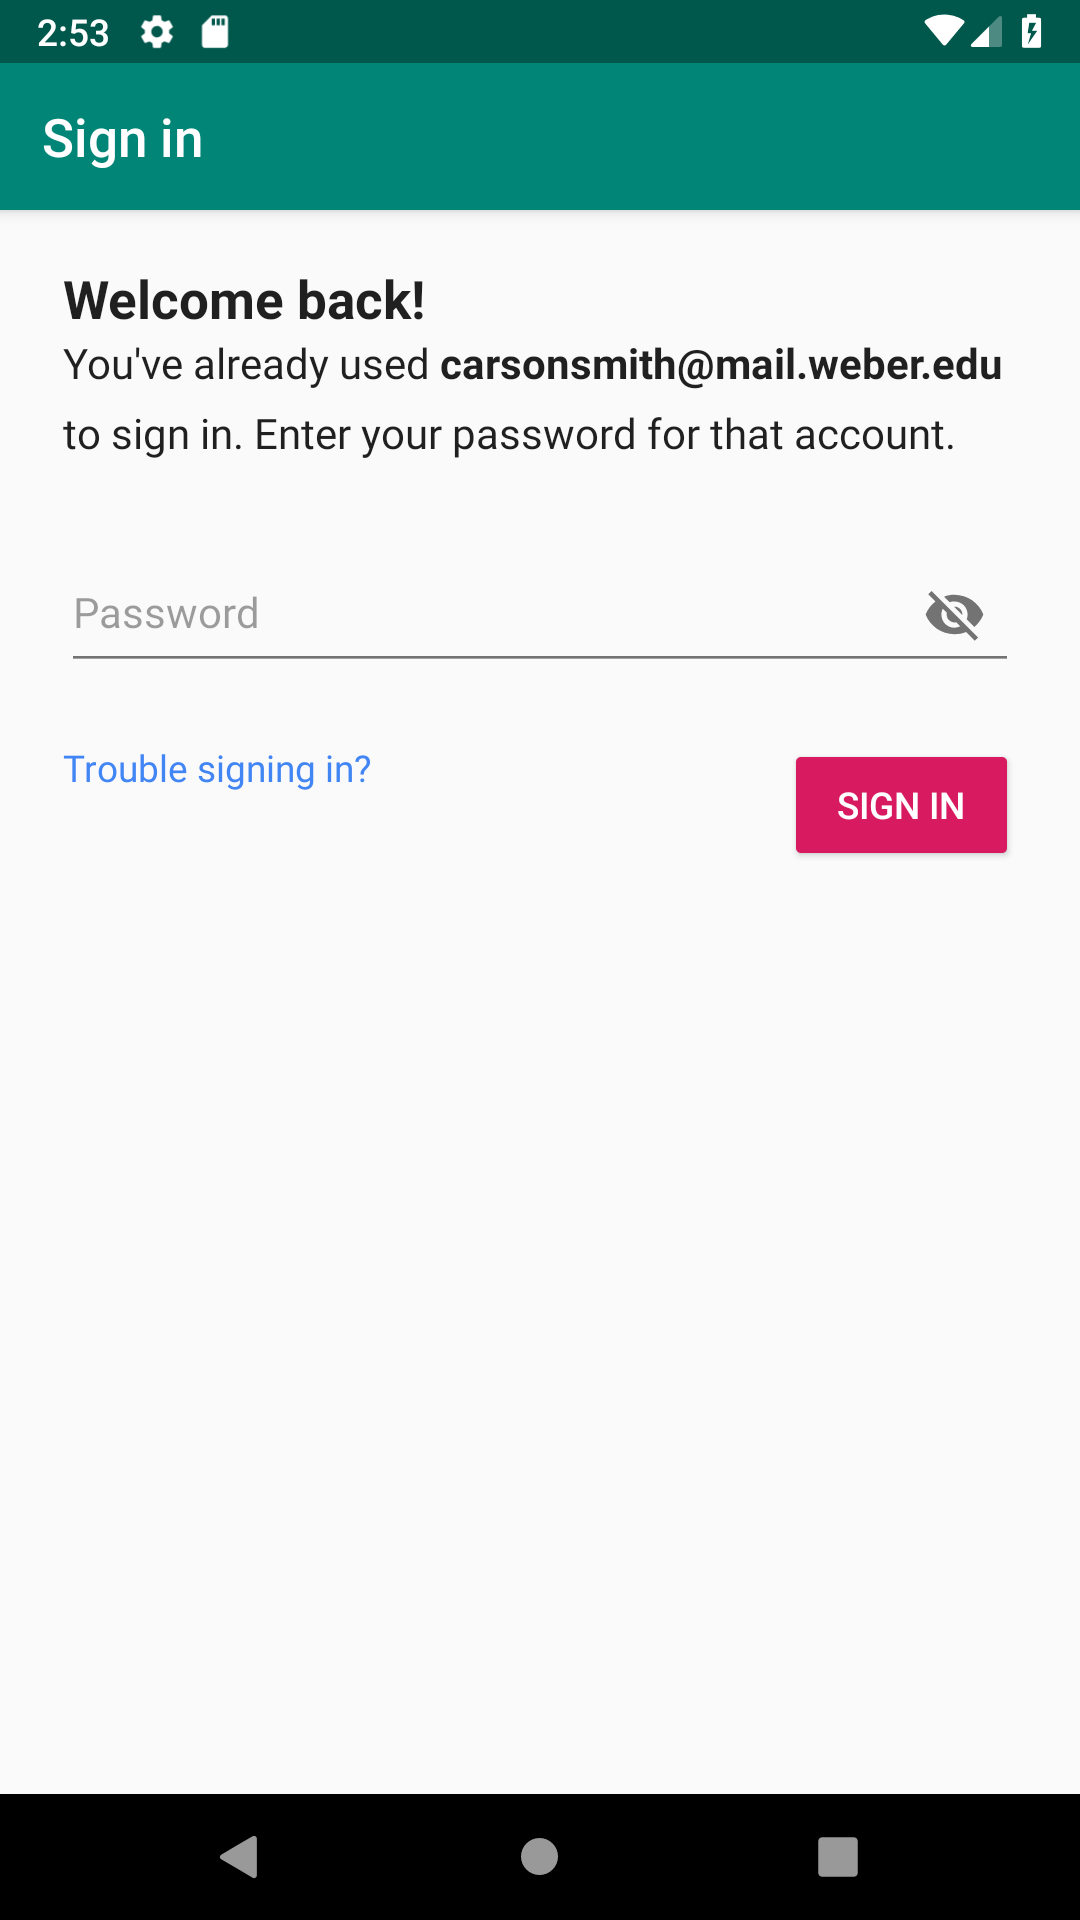 2:53
Sign in
Welcome back!
You've already used carsonsmith@mail.weber.edu
to sign in. Enter your password for that account.
Password
Trouble signing in?
SIGN IN